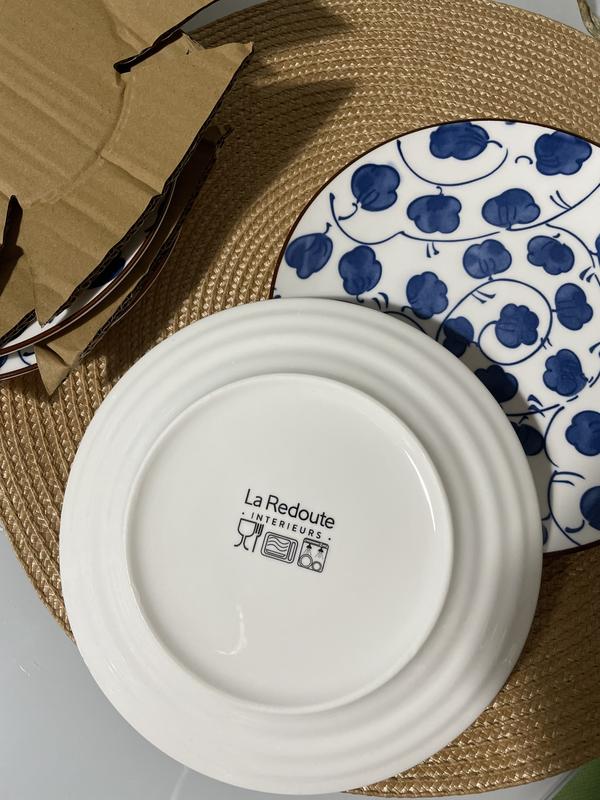 La Redoute
· INTERIEURS ·